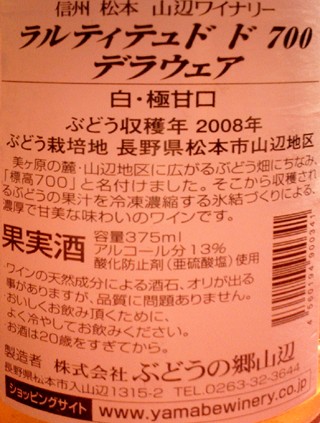 信州 松本 山辺ワイナリー
ラルティテュド ド 700
デラウェア
白・極甘口
ぶどう収穫年 2008年
ぶどう栽培地 長野県松本市山辺地区
美ヶ原の麓・山辺地区に広がるぶどう畑にちなみ、
「標高700」と名付けました。そこから収穫され
るぶどうの果汁を冷凍濃縮する氷結づくりによる、
濃厚で甘美な味わいのワインです。
果実酒
容量375ml
アルコール分13%
酸化防止剤(亜硫酸塩)使用
ワインの天然成分による酒石、オリが出る
事がありますが、品質に問題ありません。
おいしくお飲み頂くために、
よく冷やしてお飲みください。
お酒は20歳をすぎてから。
製造者 株式会社 ぶどうの郷山辺
長野県松本市入山辺1315-2 TEL.0263-32-3644
ショッピングサイト www.yamabewinery.co.jp